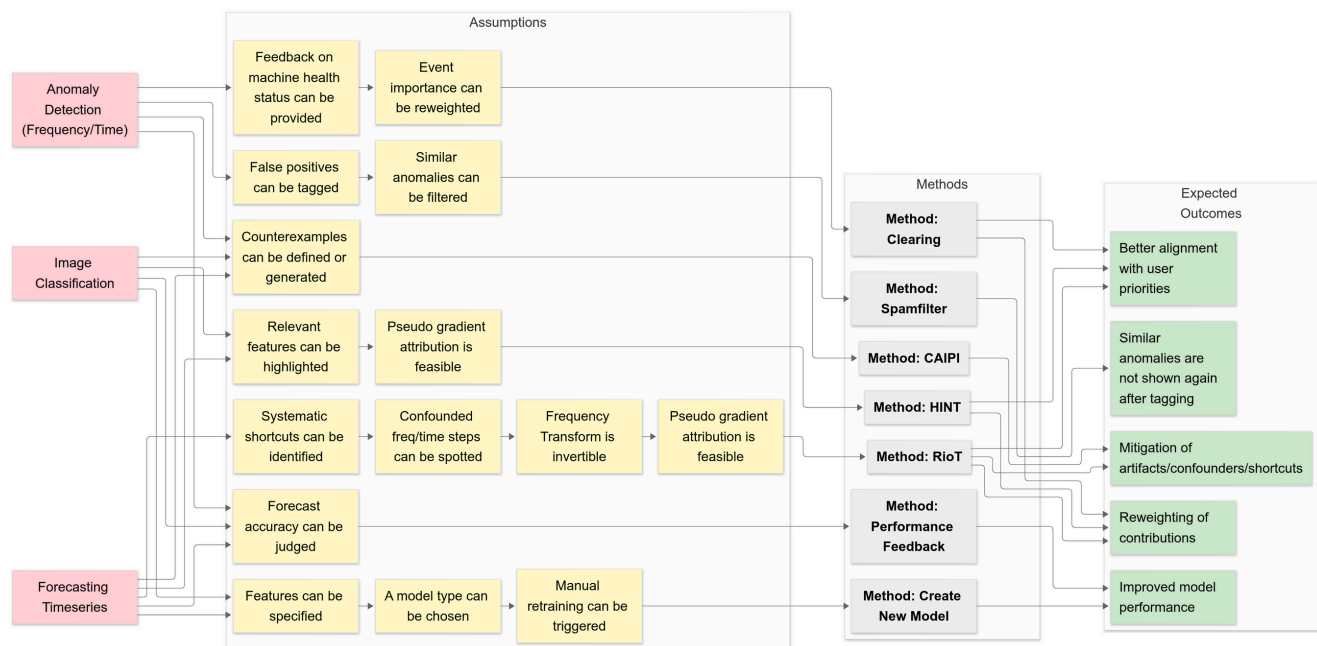 Assumptions
Anomaly
Detection
(Frequency/Time)
Image
Classification
Forecasting
Timeseries
Feedback on
machine health
status can be
provided
Event
importance can
be reweighted
False positives
can be tagged
Similar
anomalies can
be filtered
Counterexamples
can be defined or
generated
Relevant
features can be
highlighted
Pseudo gradient
attribution is
feasible
Systematic
shortcuts can be
identified
Confounded
freq/time steps
can be spotted
Frequency
Transform is
invertible
Pseudo gradient
attribution is
feasible
Forecast
accuracy can be
judged
Features can be
specified
A model type can
be chosen
Manual
retraining can be
triggered
Methods
Method:
Clearing
Method:
Spamfilter
Method: CAIPI
Method: HINT
Method: RioT
Method:
Performance
Feedback
Method: Create
New Model
Expected
Outcomes
Better alignment
with user
priorities
Similar
anomalies are
not shown again
after tagging
Mitigation of
artifacts/confounders/shortcuts
Reweighting of
contributions
Improved model
performance